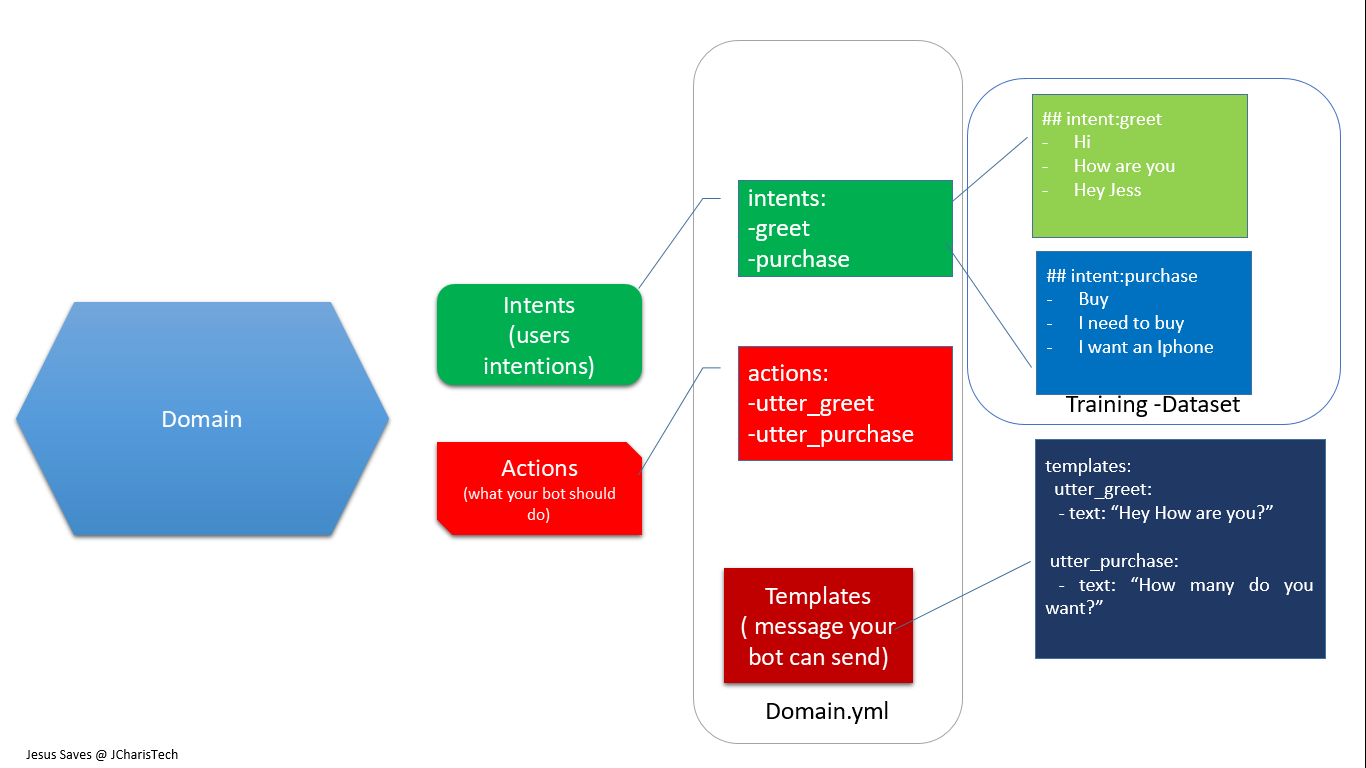 Domain
Intents
(users
intentions)
Actions
(what your bot should
do)
intents:
-greet
-purchase
actions:
-utter_greet
-utter_purchase
Templates
( message your
bot can send)
Domain.yml
## intent:greet
- Hi
- How are you
- Hey Jess
## intent:purchase
- Buy
- I need to buy
- I want an Iphone
Training -Dataset
templates:
utter_greet:
- text: “Hey How are you?”
utter_purchase:
- text: “How many do you
want?”
Jesus Saves @ JCharisTech